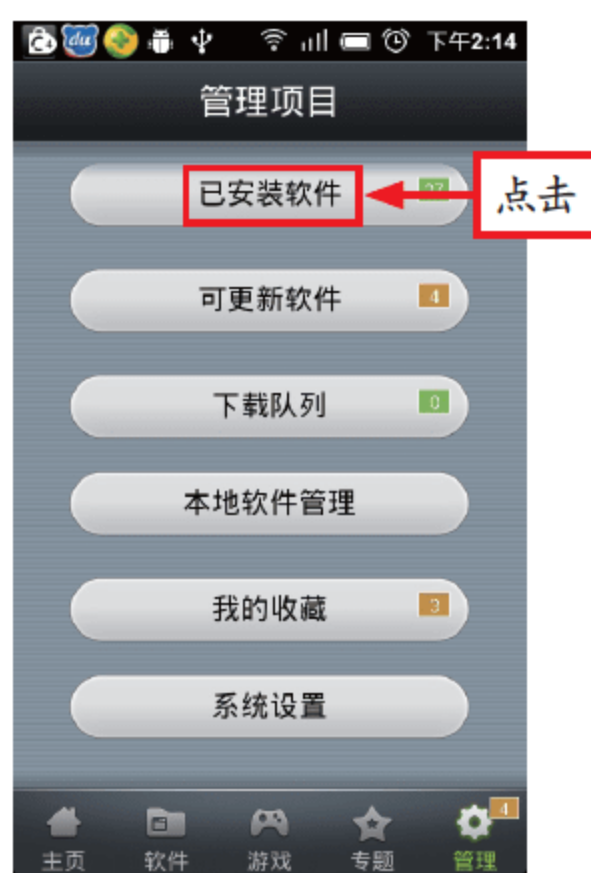 下午2:14
管理项目
已安装软件
点击
可更新软件 4
下载队列 0
本地软件管理
我的收藏 3
系统设置
4
主页 软件 游戏 专题 管理